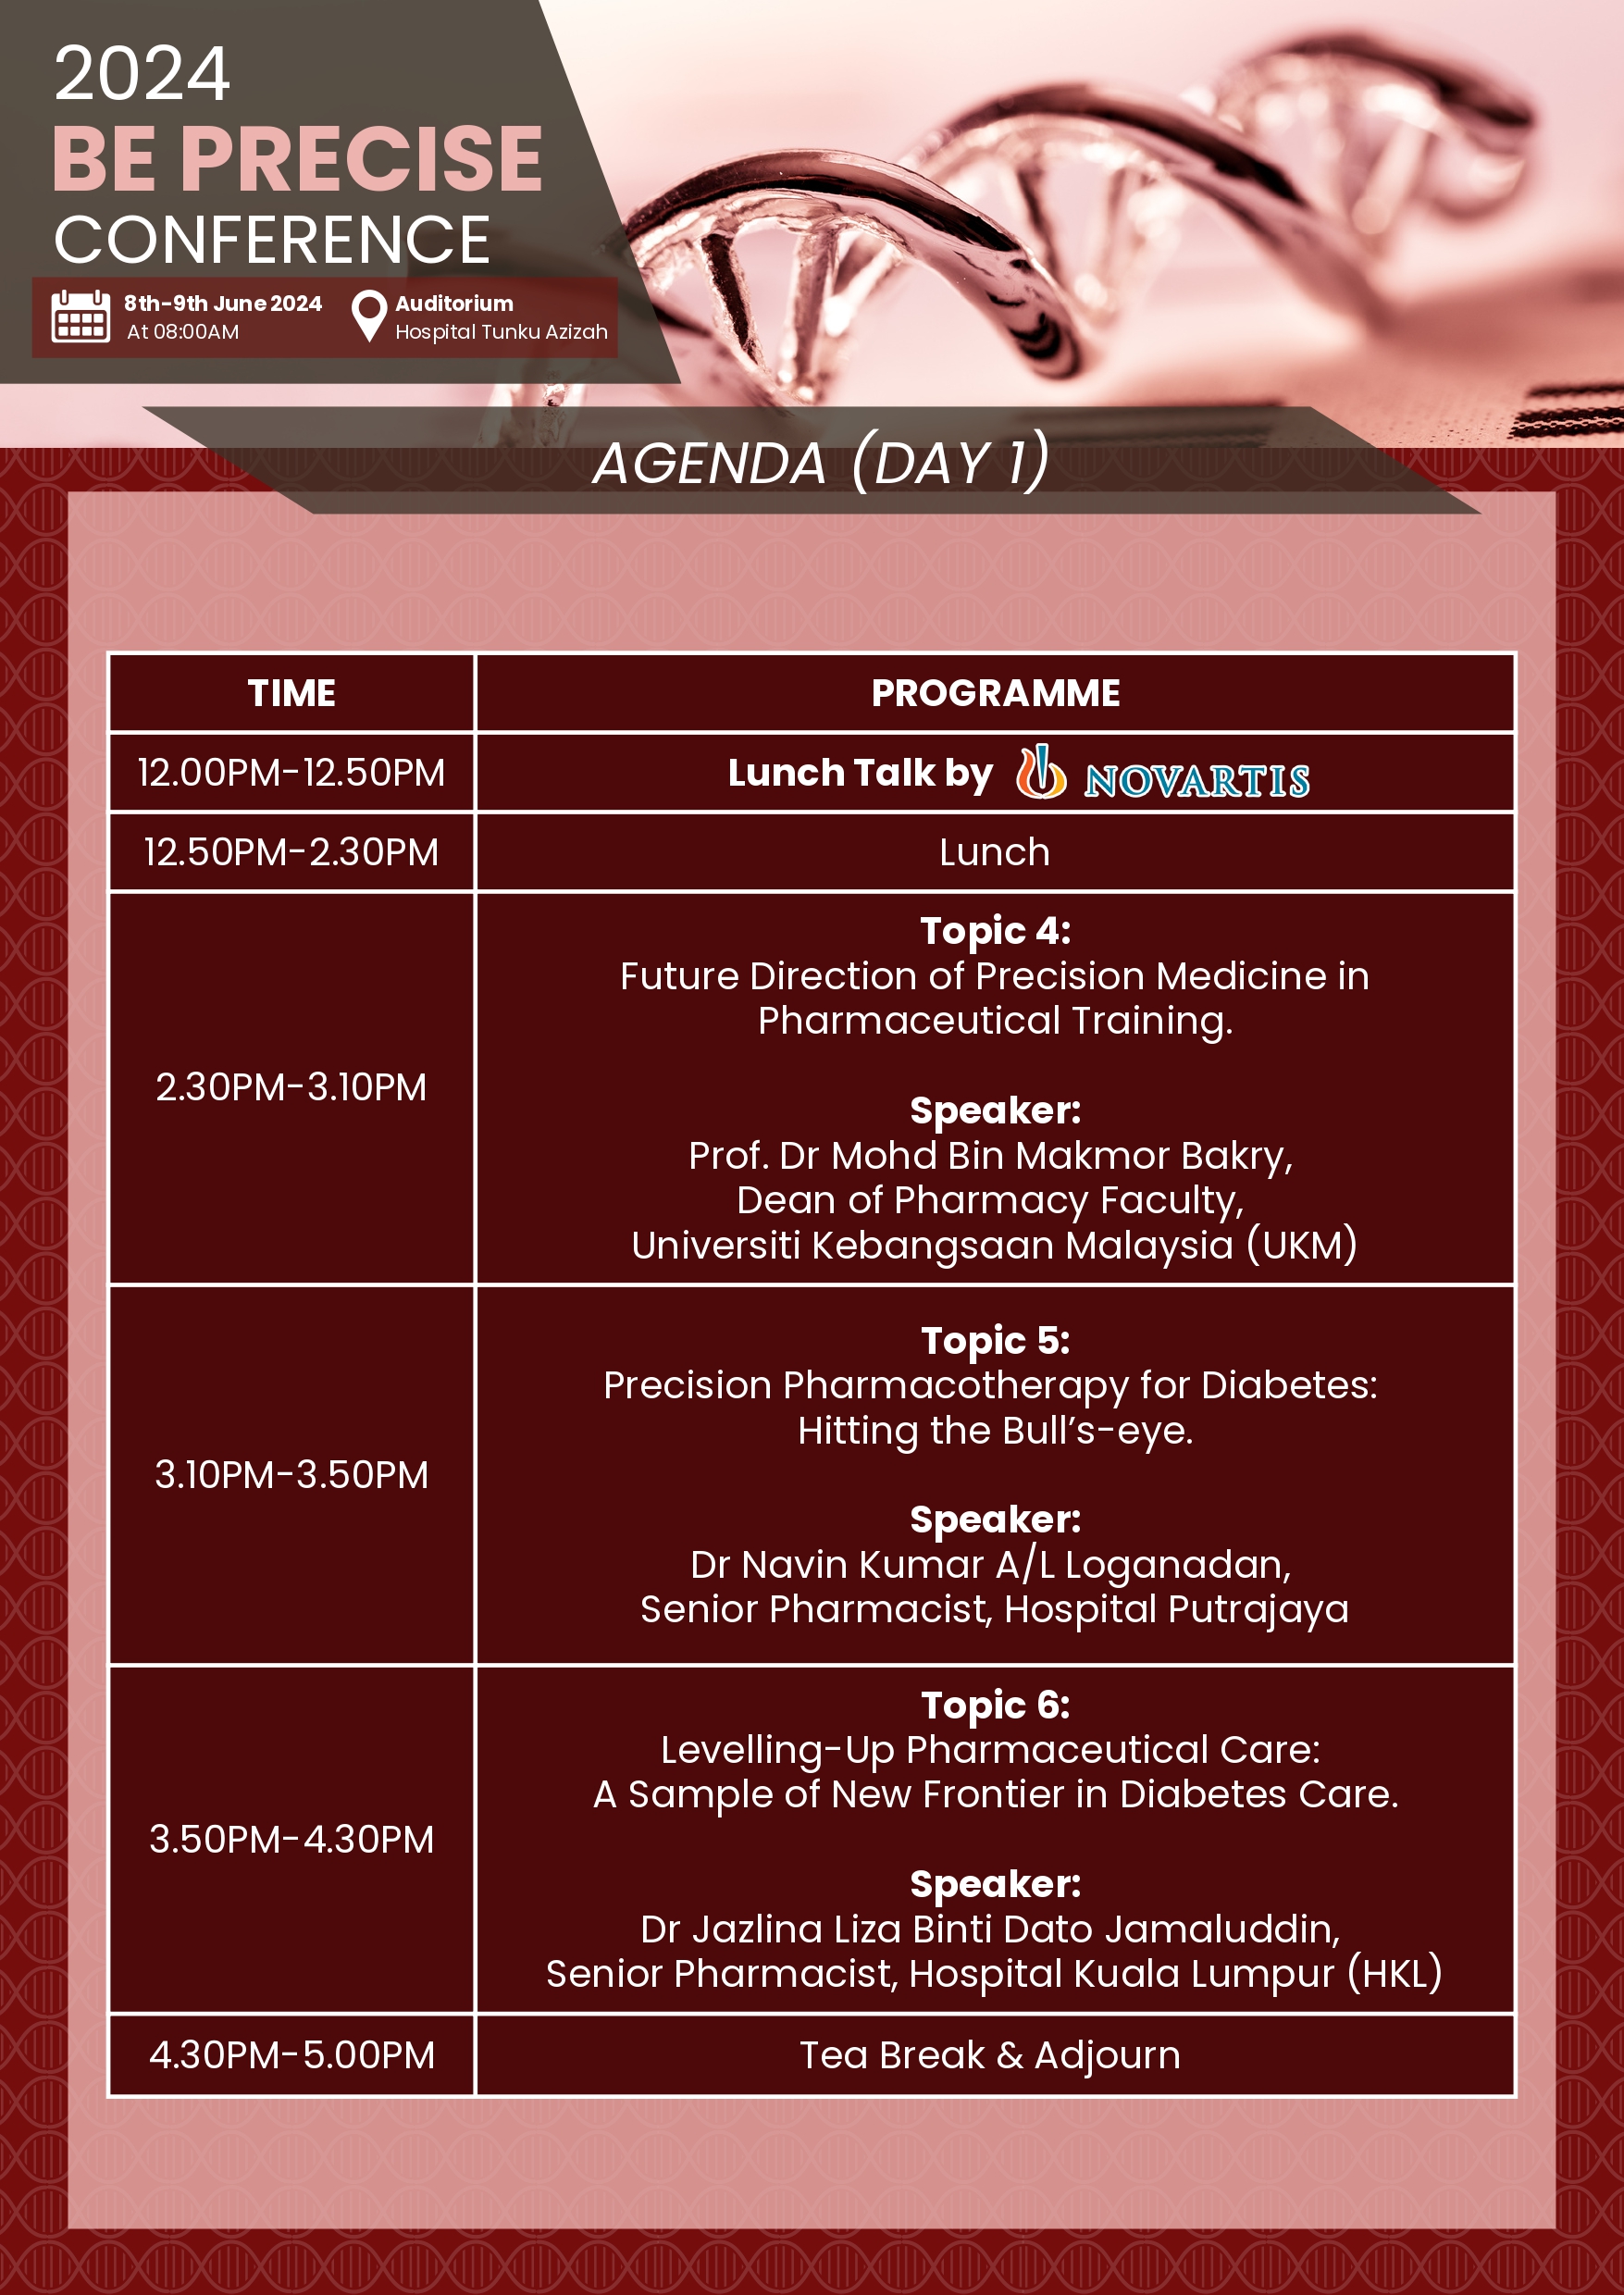 2024
BE PRECISE
CONFERENCE
8th-9th June 2024
At 08:00AM
Auditorium
Hospital Tunku Azizah
AGENDA (DAY 1)
TIME
PROGRAMME
12.00PM-12.50PM
Lunch Talk by NOVARTIS
12.50PM-2.30PM
Lunch
2.30PM-3.10PM
Topic 4:
Future Direction of Precision Medicine in
Pharmaceutical Training.
Speaker:
Prof. Dr Mohd Bin Makmor Bakry,
Dean of Pharmacy Faculty,
Universiti Kebangsaan Malaysia (UKM)
3.10PM-3.50PM
Topic 5:
Precision Pharmacotherapy for Diabetes:
Hitting the Bull’s-eye.
Speaker:
Dr Navin Kumar A/L Loganadan,
Senior Pharmacist, Hospital Putrajaya
3.50PM-4.30PM
Topic 6:
Levelling-Up Pharmaceutical Care:
A Sample of New Frontier in Diabetes Care.
Speaker:
Dr Jazlina Liza Binti Dato Jamaluddin,
Senior Pharmacist, Hospital Kuala Lumpur (HKL)
4.30PM-5.00PM
Tea Break & Adjourn